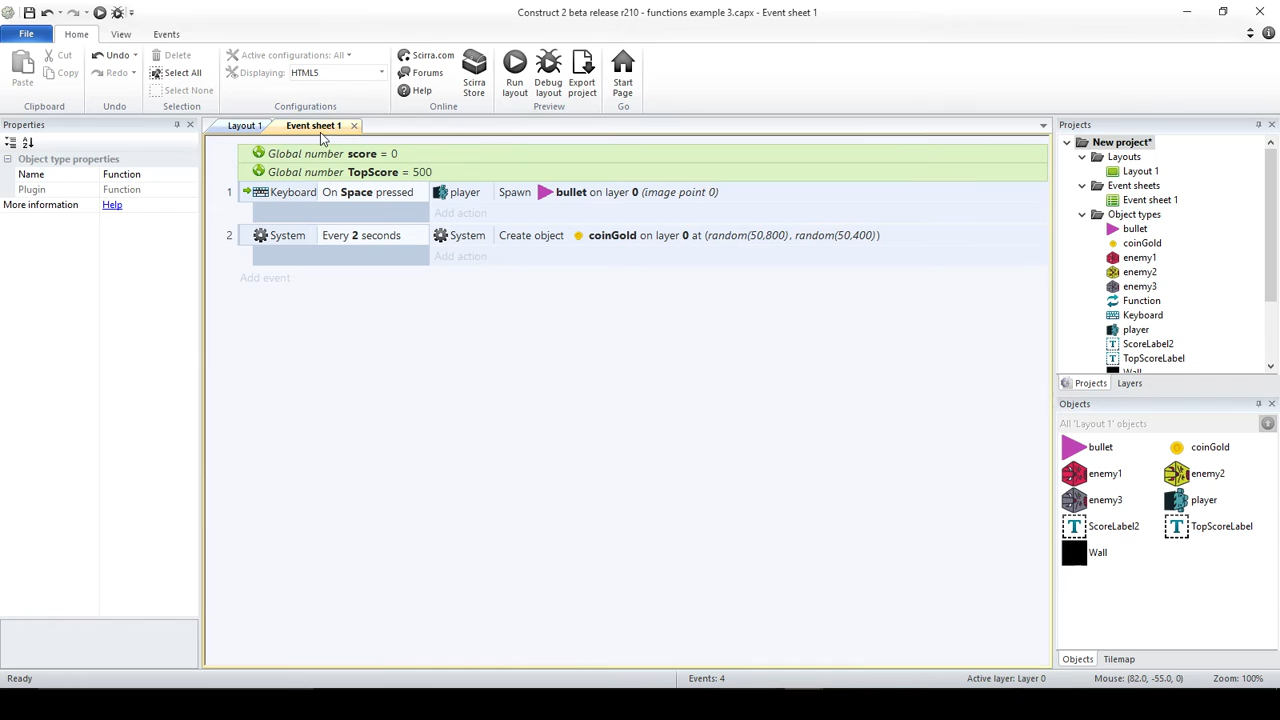 Construct 2 beta release r210 - functions example 3.capx - Event sheet 1
File Home View Events
Paste Cut Copy Undo Redo Delete Select All Select None Active configurations: All Displaying: HTML5 Scirra.com Forums Help Scirra Store Run layout Debug layout Export project Start Page
Clipboard Undo Selection Configurations Online Preview Go
Properties
Object type properties
Name Function
Plugin Function
More information Help
Layout 1 Event sheet 1
Global number score = 0
Global number TopScore = 500
1 Keyboard On Space pressed player Spawn bullet on layer 0 (image point 0)
Add action
2 System Every 2 seconds System Create object coinGold on layer 0 at (random(50,800), random(50,400))
Add action
Add event
Projects
New project*
Layouts
Layout 1
Event sheets
Event sheet 1
Object types
bullet
coinGold
enemy1
enemy2
enemy3
Function
Keyboard
player
ScoreLabel2
TopScoreLabel
Wall
Projects Layers
Objects
All 'Layout 1' objects
bullet coinGold
enemy1 enemy2
enemy3 player
T ScoreLabel2 T TopScoreLabel
Wall
Objects Tilemap
Ready Events: 4 Active layer: Layer 0 Mouse: (82.0, -55.0, 0) Zoom: 100%